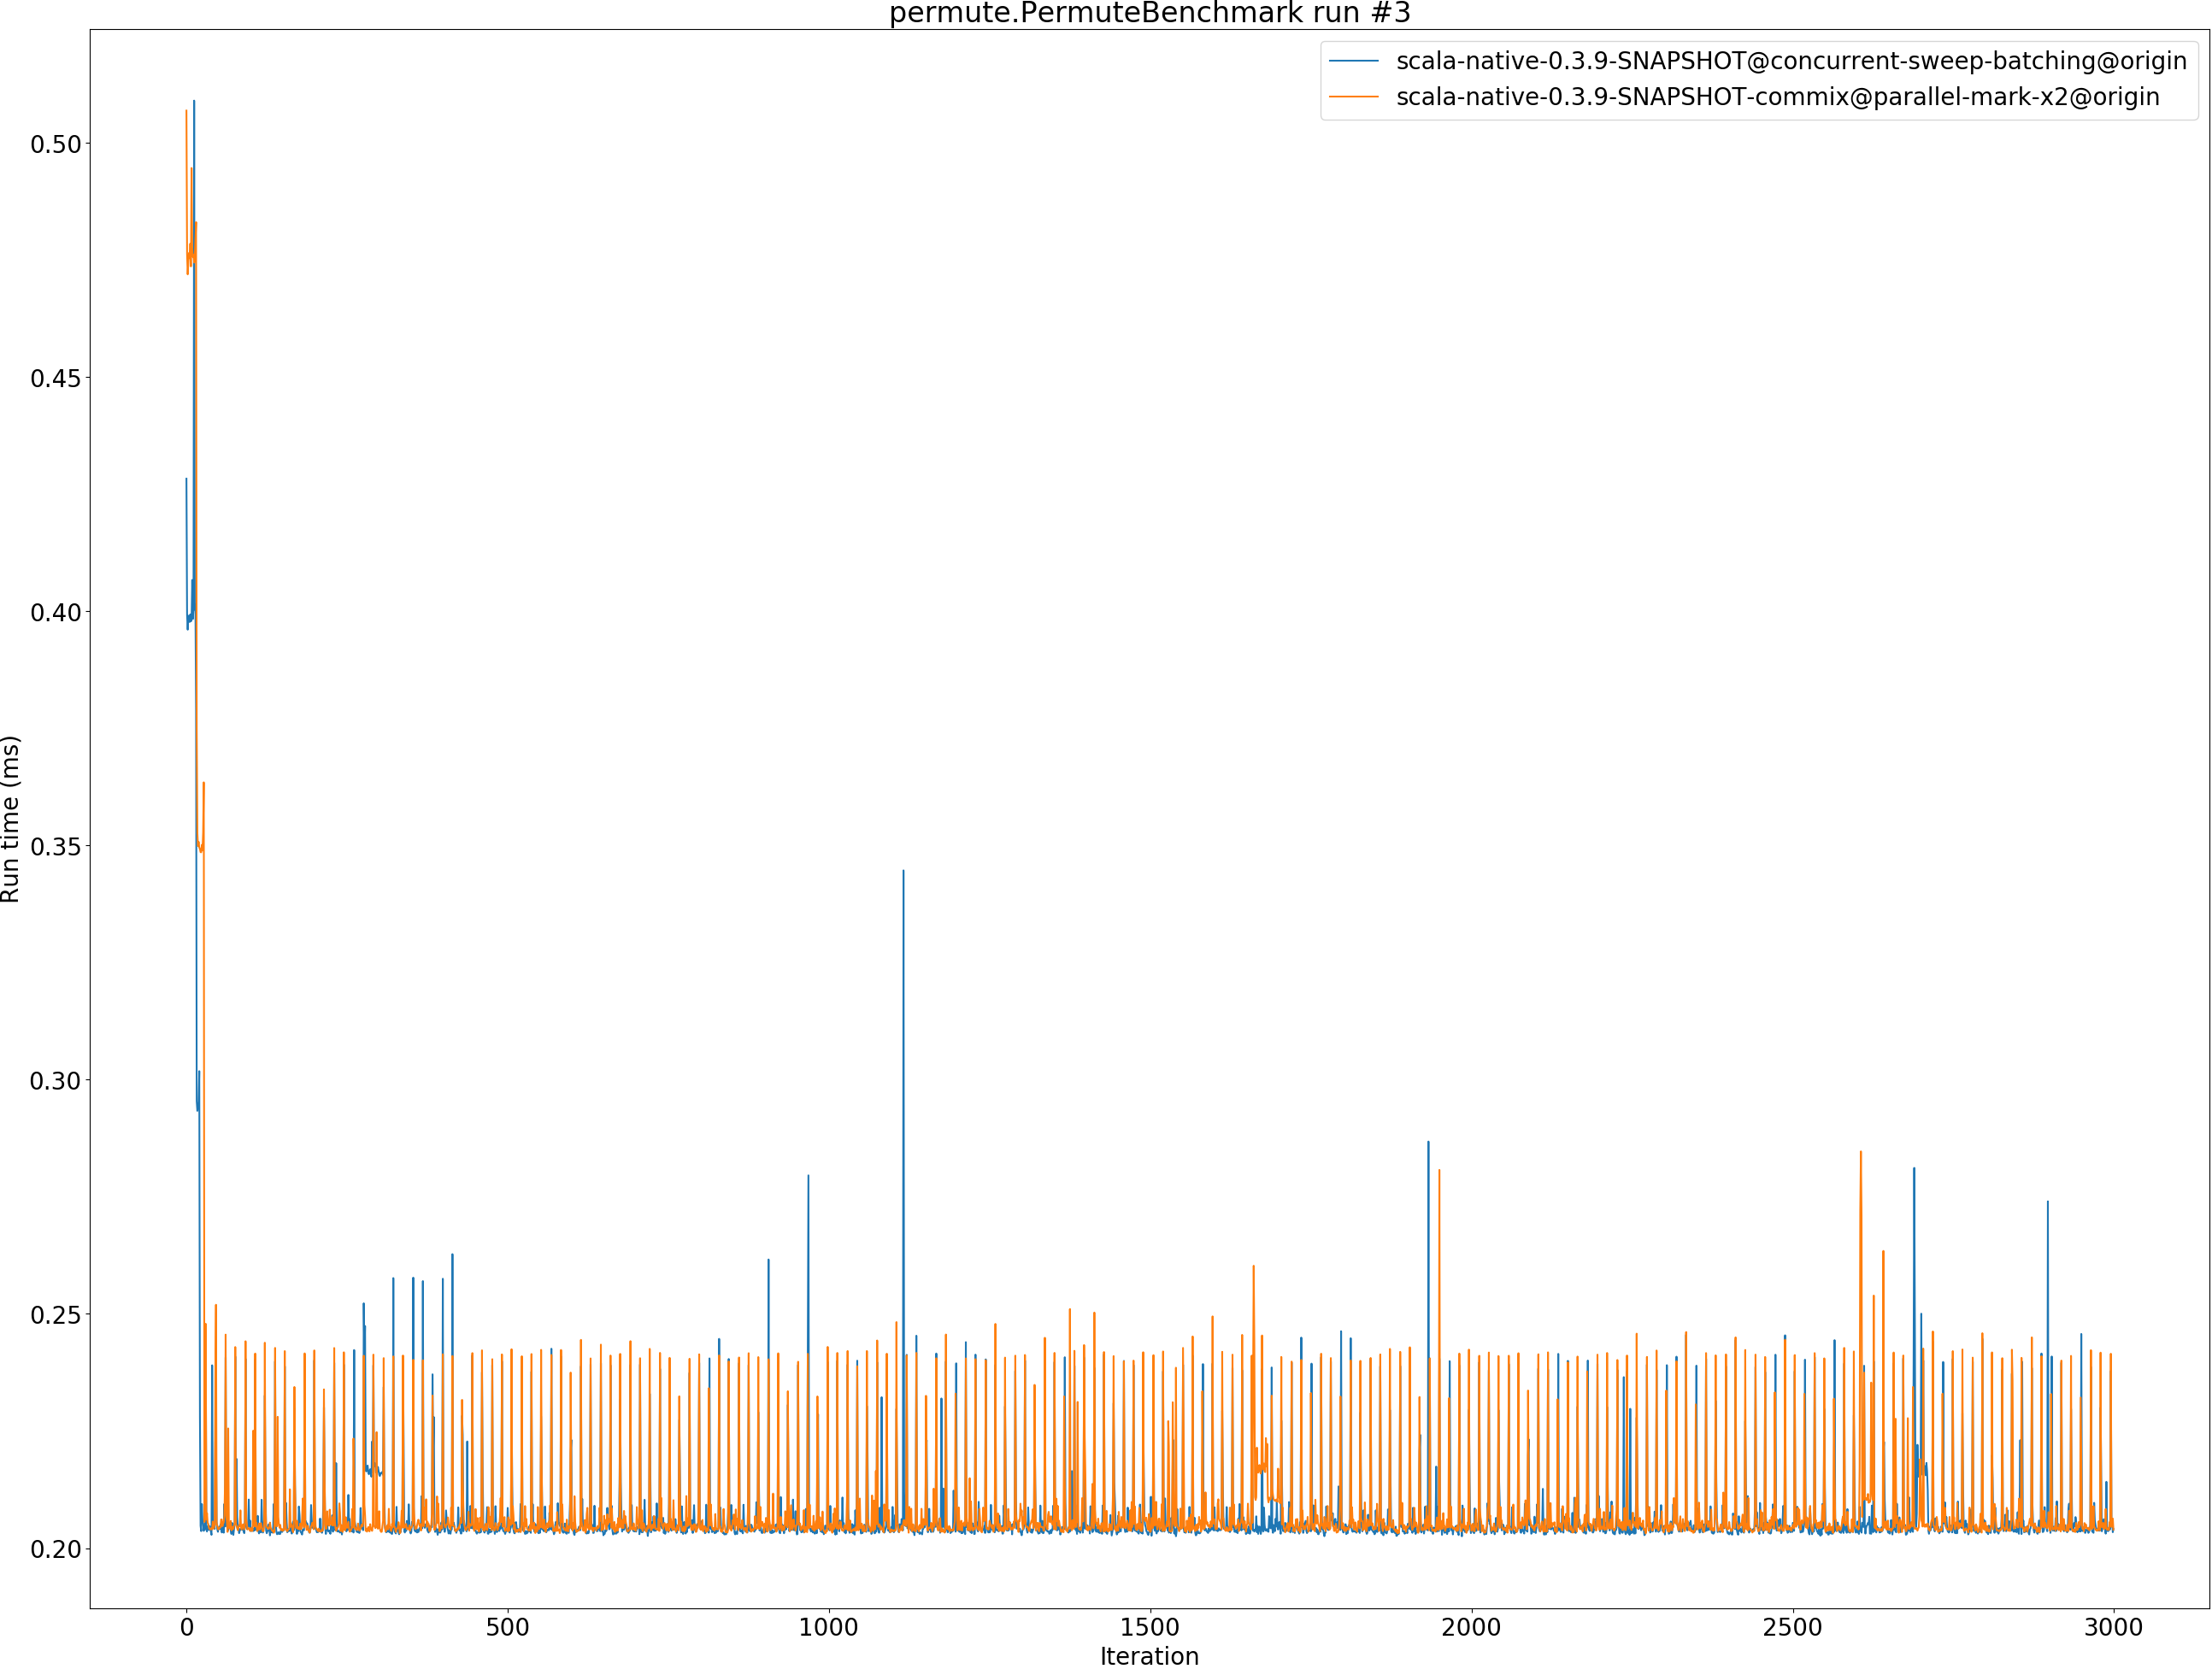 permute.PermuteBenchmark run #3
scala-native-0.3.9-SNAPSHOT@concurrent-sweep-batching@origin
scala-native-0.3.9-SNAPSHOT-commix@parallel-mark-x2@origin
Run time (ms)
0.50
0.45
0.40
0.35
0.30
0.25
0.20
0 500 1000 1500 2000 2500 3000
Iteration